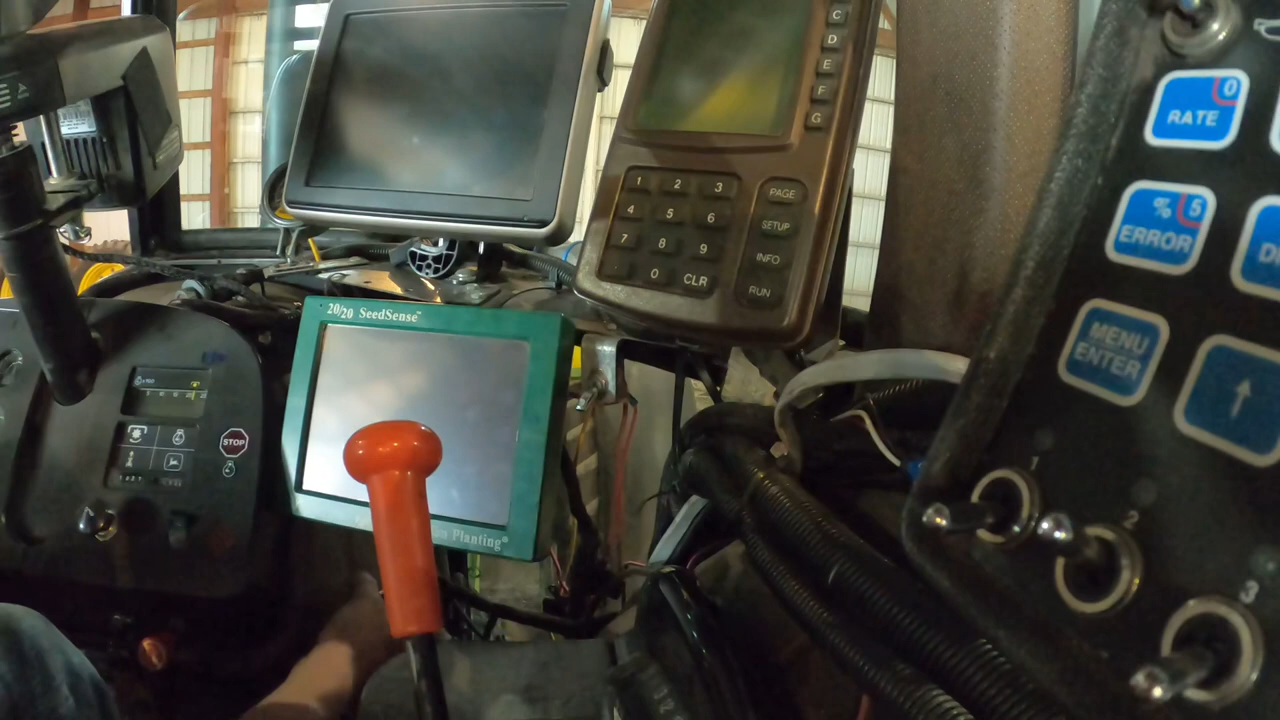 C
D
E
F
G
1 2 3
4 5 6
7 8 9
0 CLR
PAGE
SETUP
INFO
RUN
0
RATE
% 5
ERROR
MENU
ENTER
20/20 SeedSense™
Planting®
STOP
1
2
3